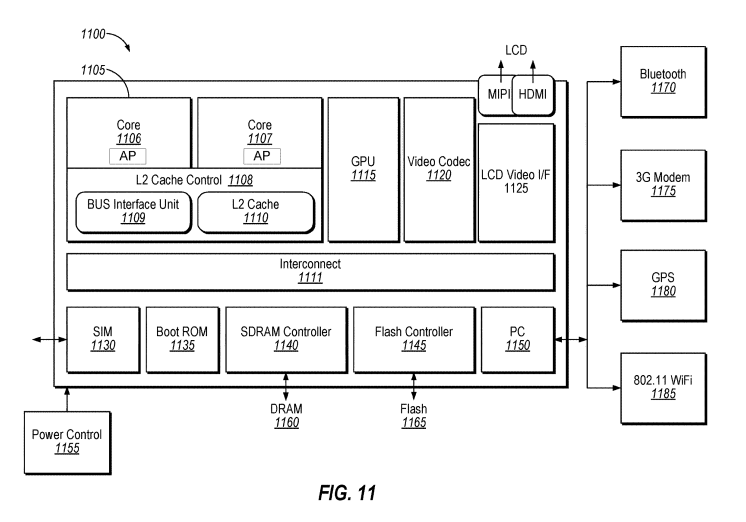 1100
1105
LCD
MIPI
HDMI
Core
1106
AP
Core
1107
AP
L2 Cache Control 1108
BUS Interface Unit
1109
L2 Cache
1110
GPU
1115
Video Codec
1120
LCD Video I/F
1125
Interconnect
1111
SIM
1130
Boot ROM
1135
SDRAM Controller
1140
Flash Controller
1145
PC
1150
Bluetooth
1170
3G Modem
1175
GPS
1180
802.11 WiFi
1185
Power Control
1155
DRAM
1160
Flash
1165
FIG. 11